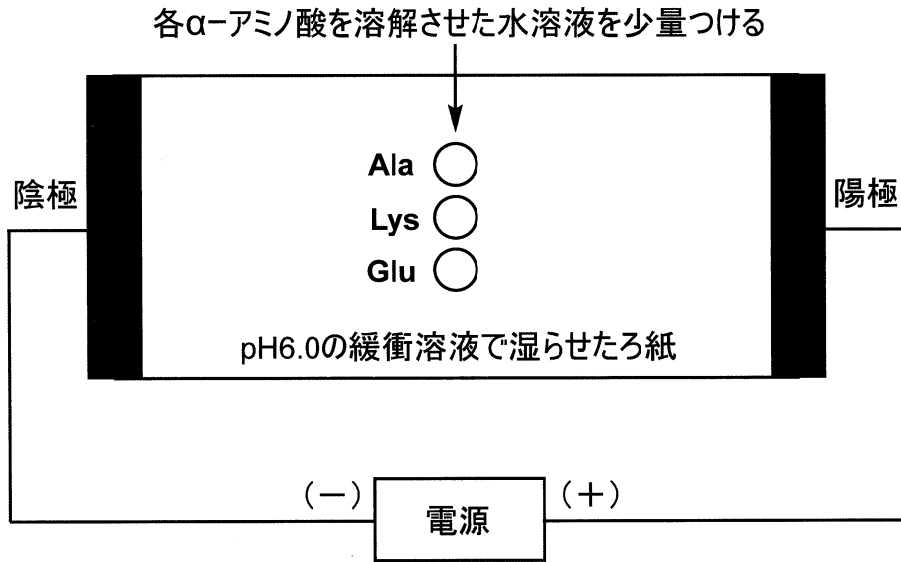 各α-アミノ酸を溶解させた水溶液を少量つける
Ala
陰極
陽極
Lys
Glu
pH6.0の緩衝溶液で湿らせたろ紙
(-)
電源
(+)